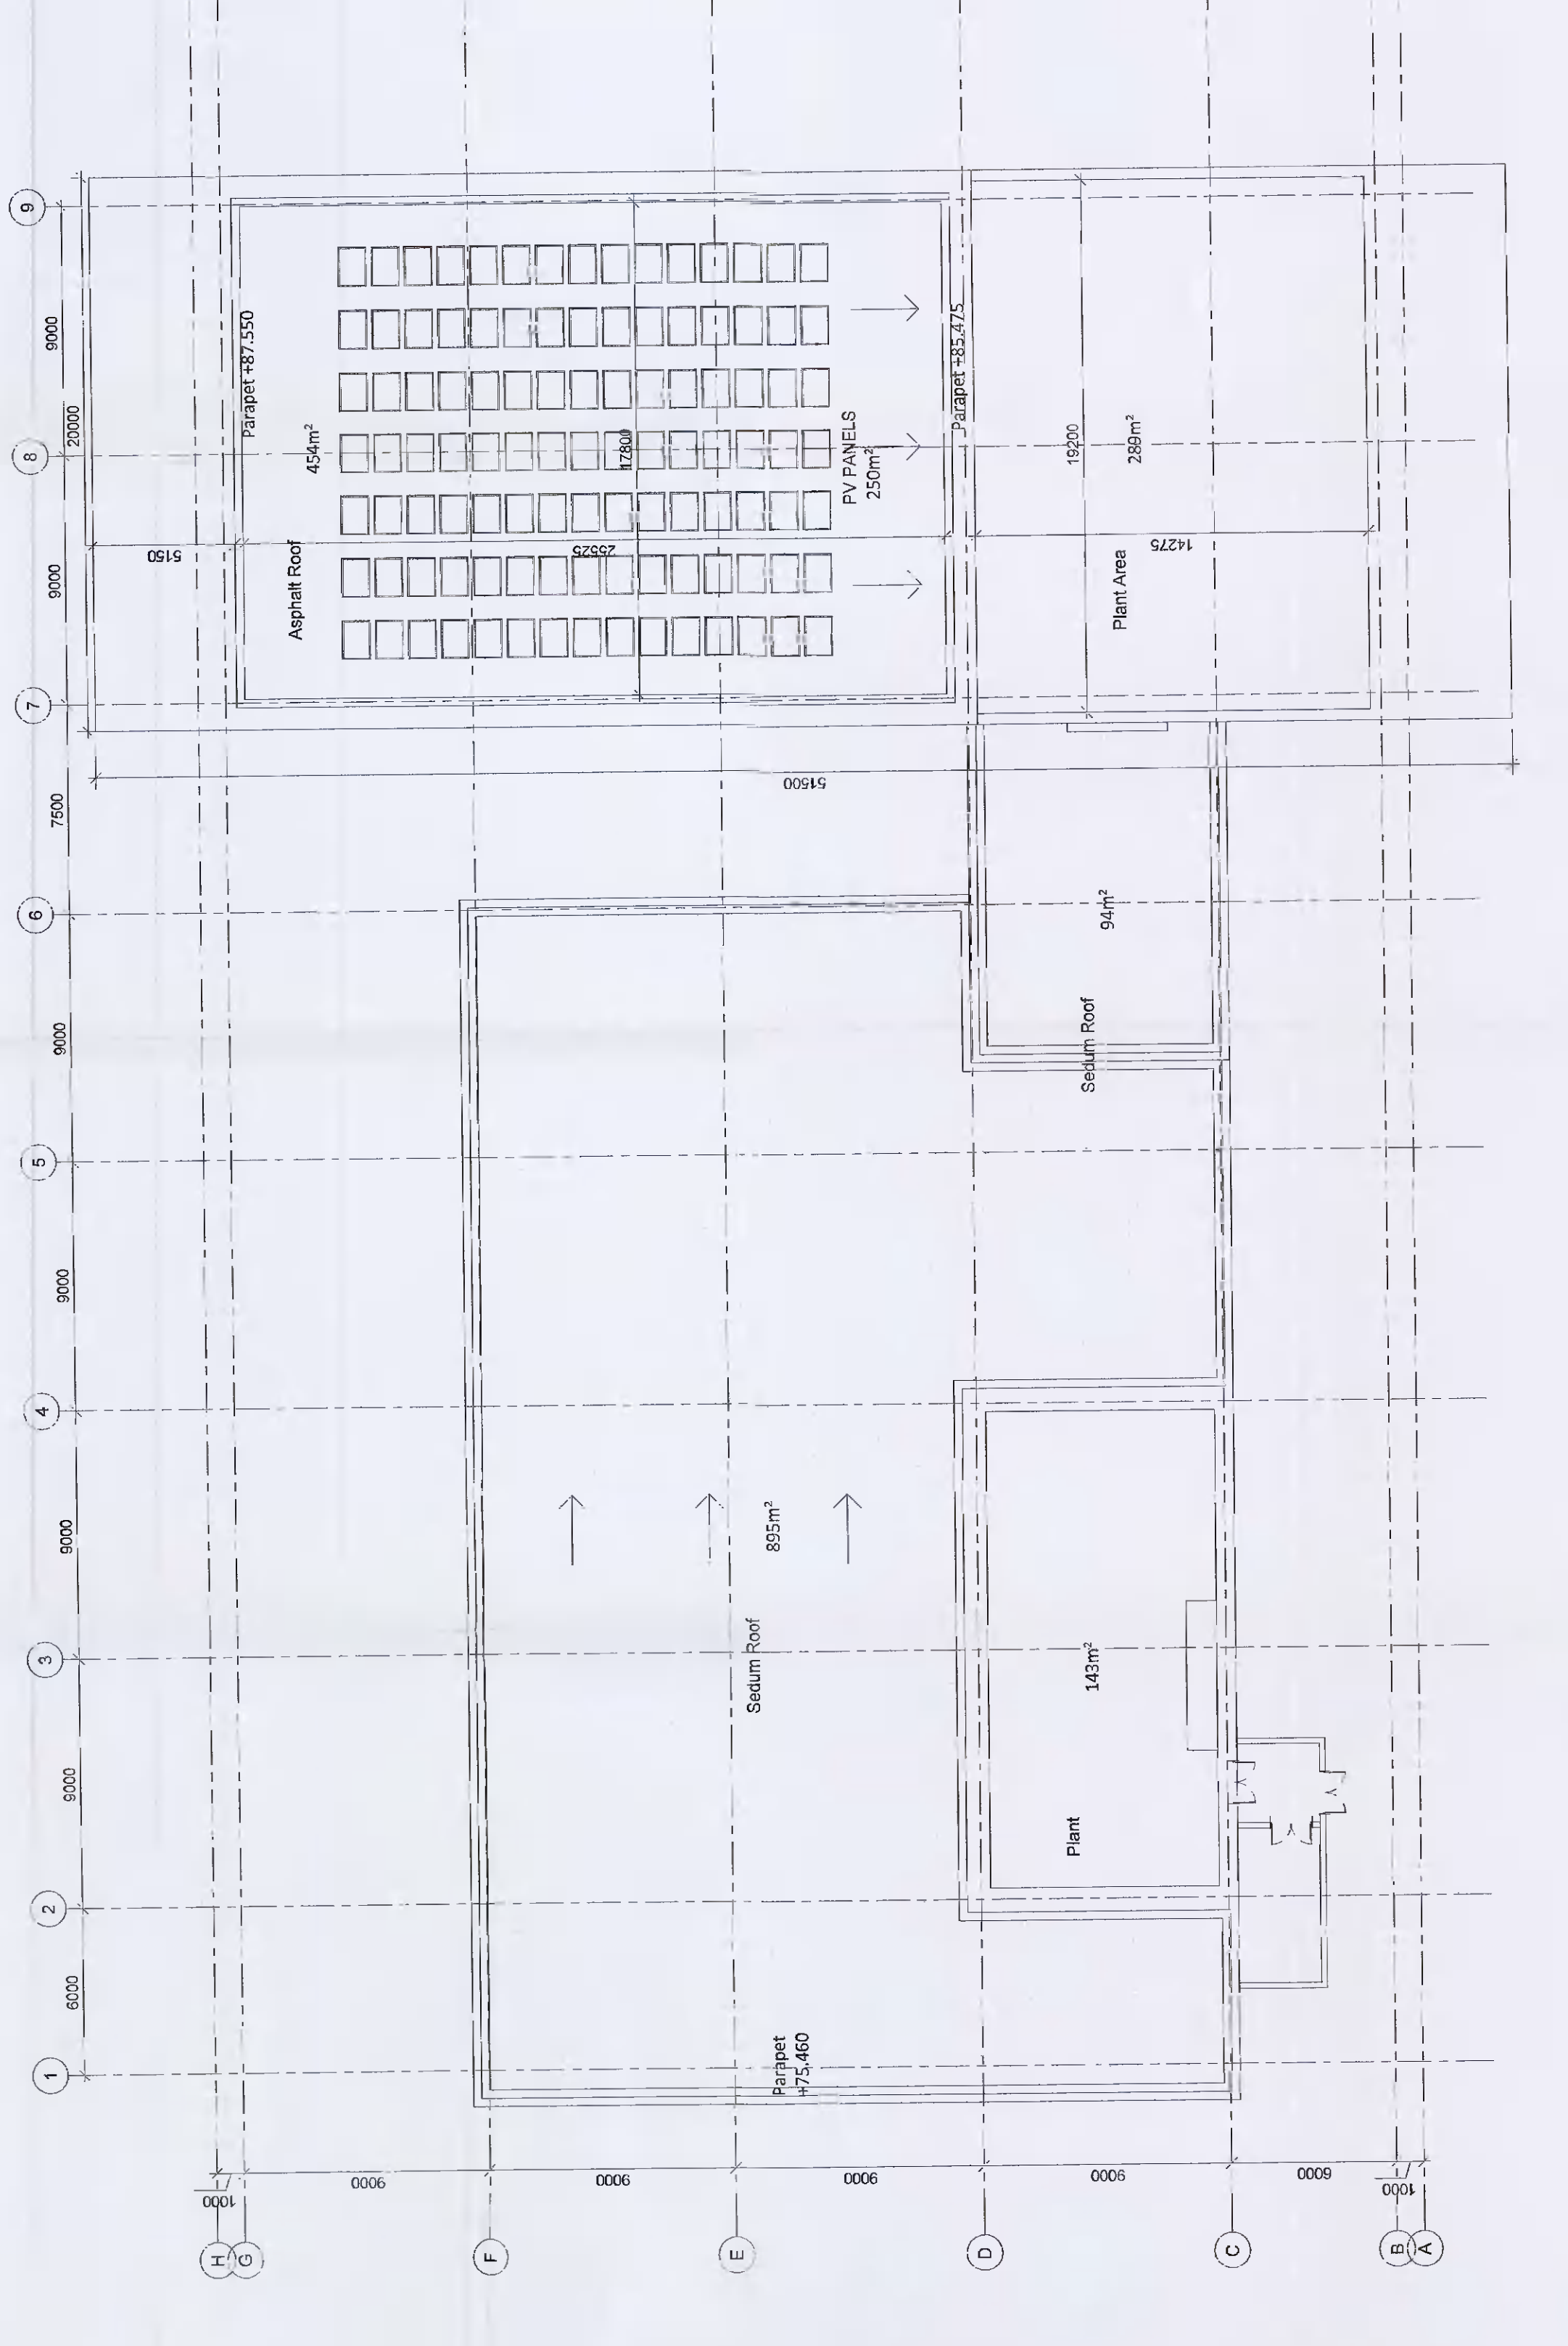 1
2
3
4
5
6
7
8
9
6000
9000
9000
9000
9000
7500
9000
9000
20000
H
G
F
E
D
C
B
A
1000
9000
9000
9000
9000
6000
1000
5150
51500
Parapet +87.550
Asphalt Roof
454m²
17800
25525
PV PANELS
250m²
Parapet +85.475
19200
14275
Plant Area
289m²
94m²
Sedum Roof
Sedum Roof
895m²
Plant
143m²
Parapet
+75.460